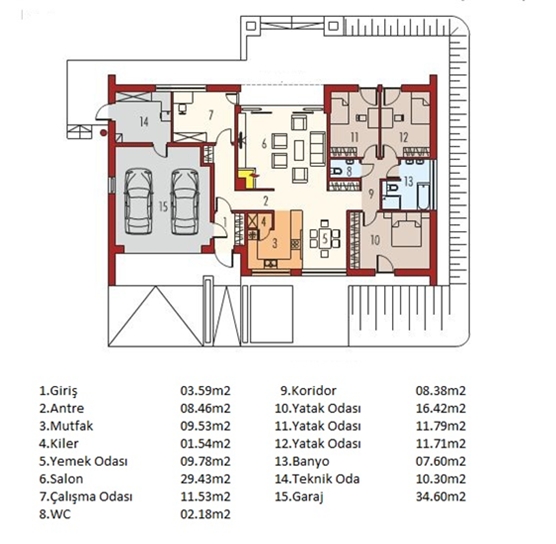 14
7
6
11
12
8
13
9
15
2
1
4
3
5
10
1.Giriş 03.59m2 9.Koridor 08.38m2
2.Antre 08.46m2 10.Yatak Odası 16.42m2
3.Mutfak 09.53m2 11.Yatak Odası 11.79m2
4.Kiler 01.54m2 12.Yatak Odası 11.71m2
5.Yemek Odası 09.78m2 13.Banyo 07.60m2
6.Salon 29.43m2 14.Teknik Oda 10.30m2
7.Çalışma Odası 11.53m2 15.Garaj 34.60m2
8.WC 02.18m2